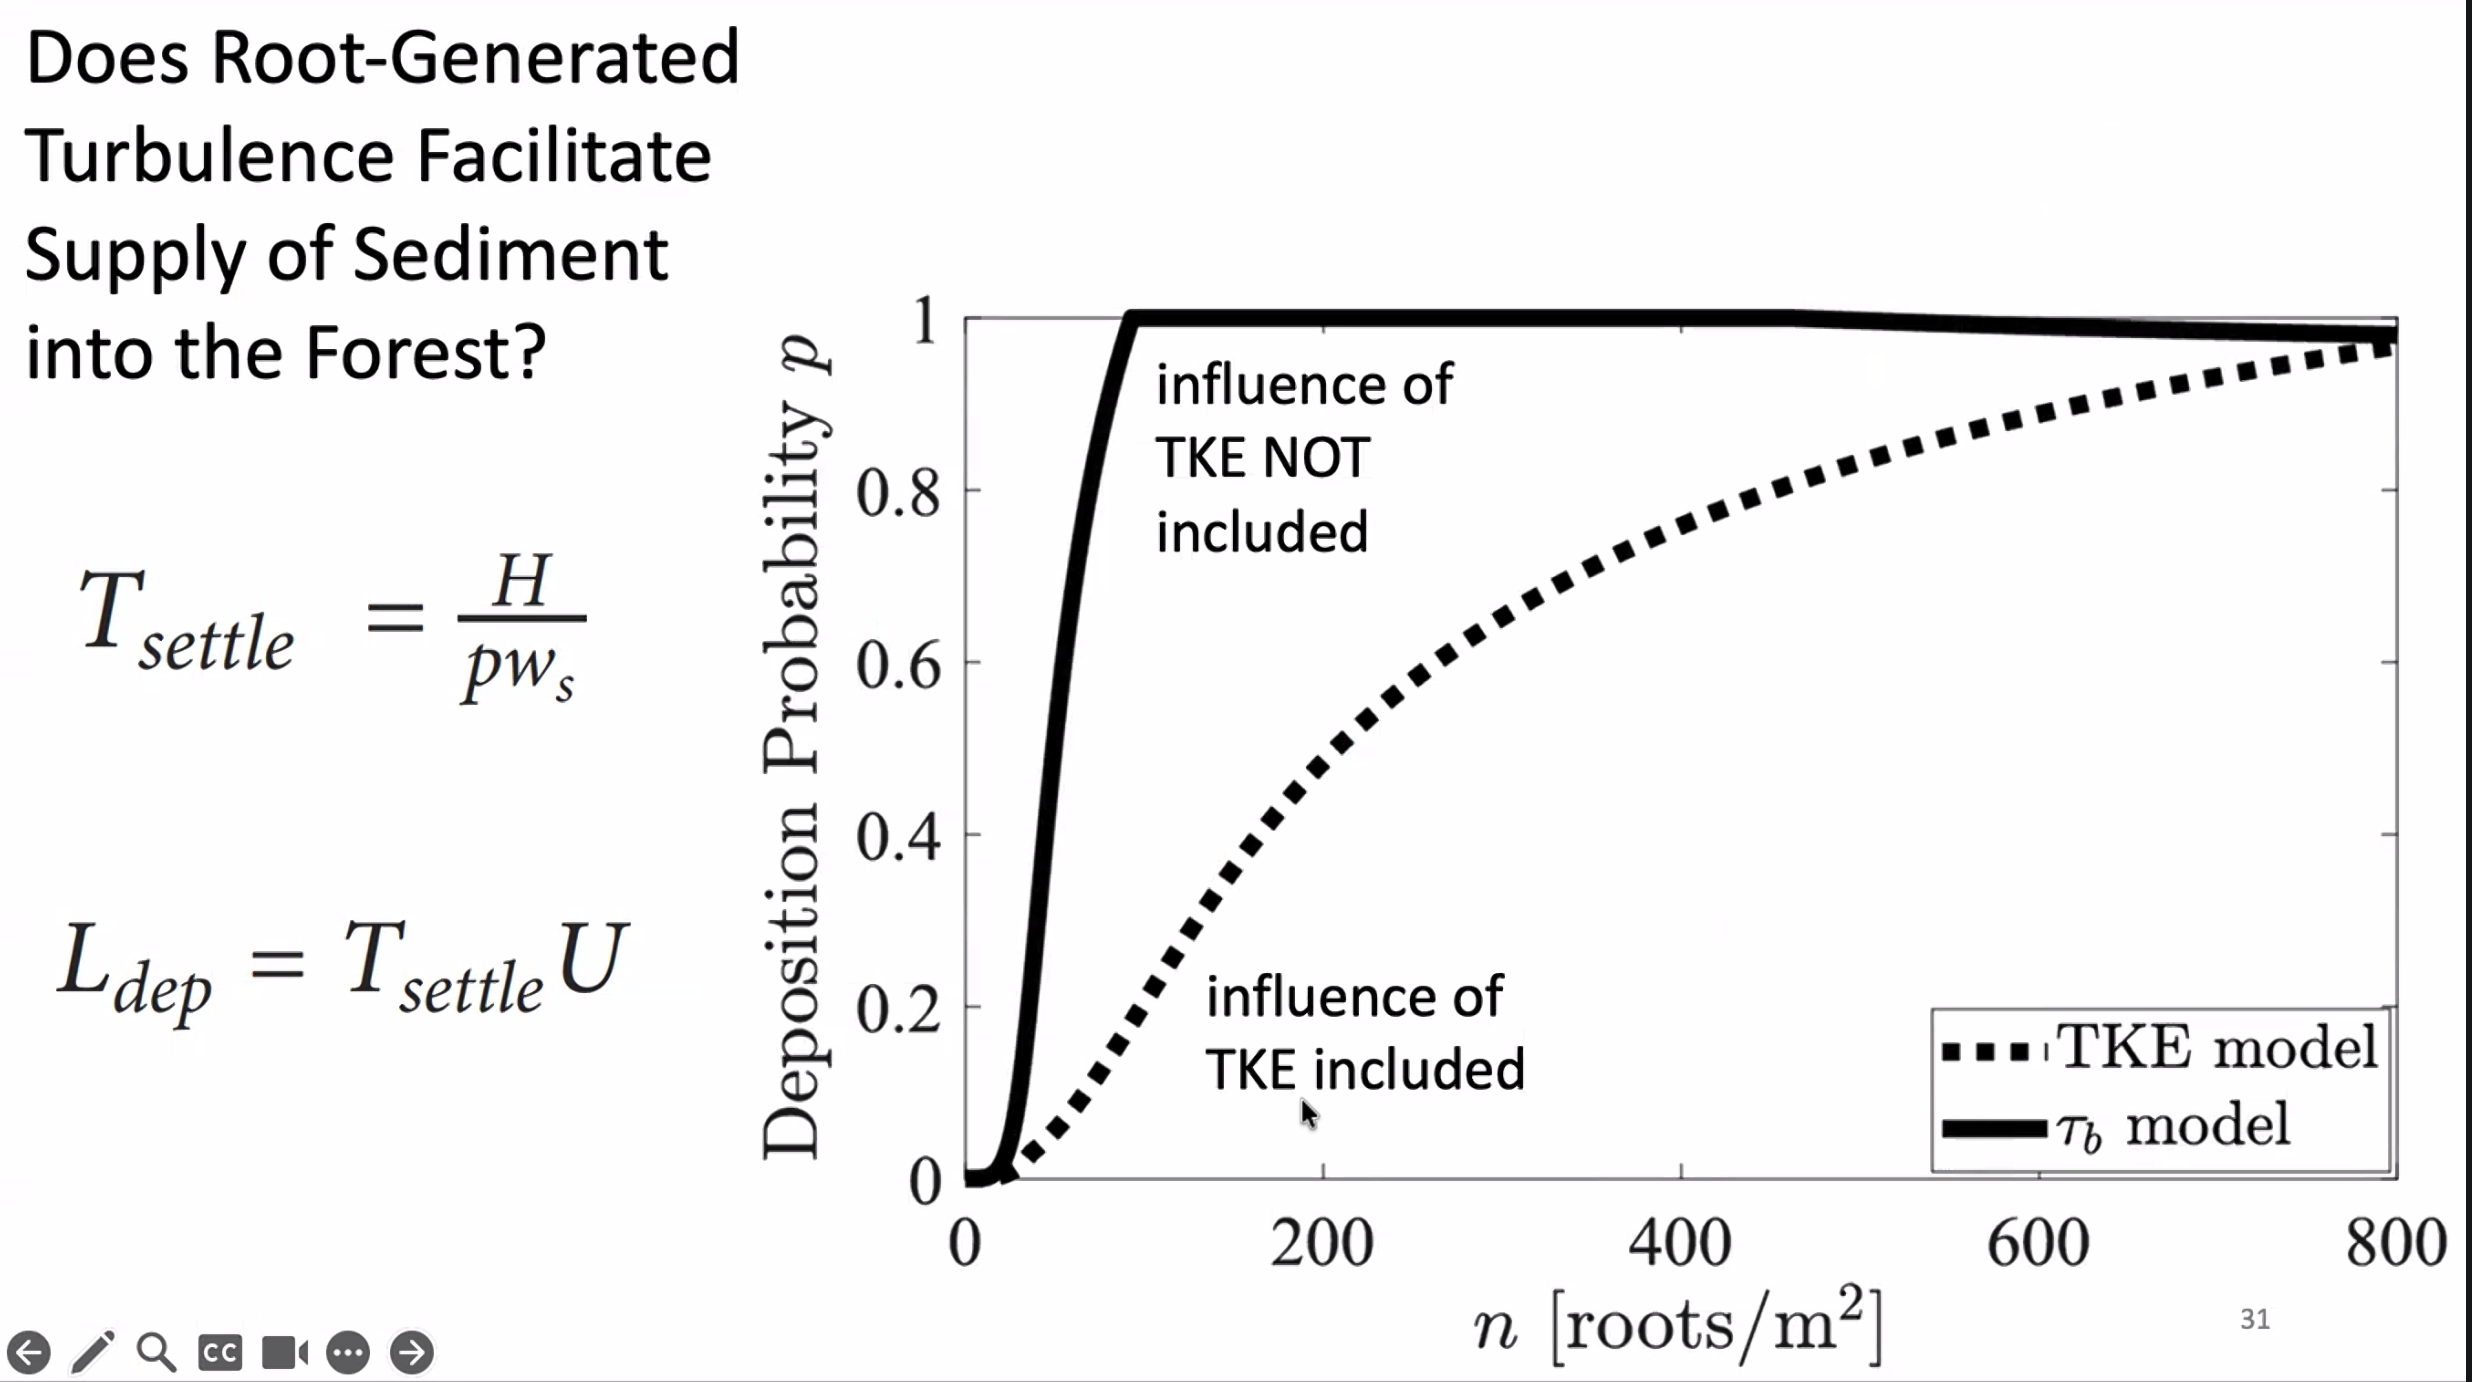 Does Root-Generated
Turbulence Facilitate
Supply of Sediment
into the Forest?
T_settle = H / pw_s
L_dep = T_settle U
Deposition Probability p
1
0.8
0.6
0.4
0.2
0
influence of
TKE NOT
included
influence of
TKE included
TKE model
τ_b model
0 200 400 600 800
n [roots/m²]
31
CC